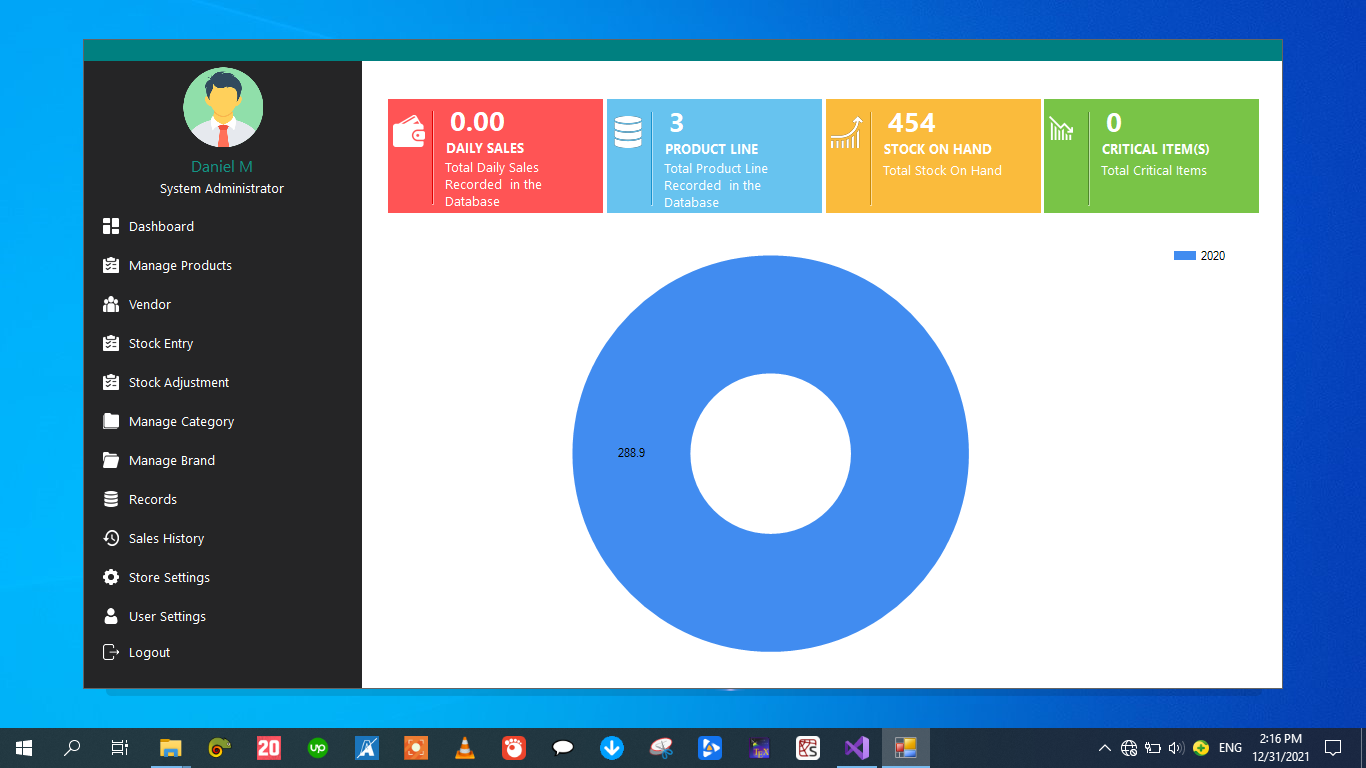 Daniel M
System Administrator
Dashboard
Manage Products
Vendor
Stock Entry
Stock Adjustment
Manage Category
Manage Brand
Records
Sales History
Store Settings
User Settings
Logout
0.00
DAILY SALES
Total Daily Sales
Recorded in the
Database
3
PRODUCT LINE
Total Product Line
Recorded in the
Database
454
STOCK ON HAND
Total Stock On Hand
0
CRITICAL ITEM(S)
Total Critical Items
2020
288.9
20
up
TEX
ENG
2:16 PM
12/31/2021